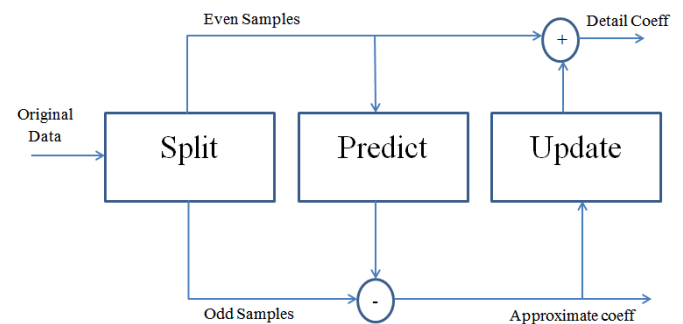 Even Samples
Detail Coeff
+
Original
Data
Split
Predict
Update
-
Odd Samples
Approximate coeff